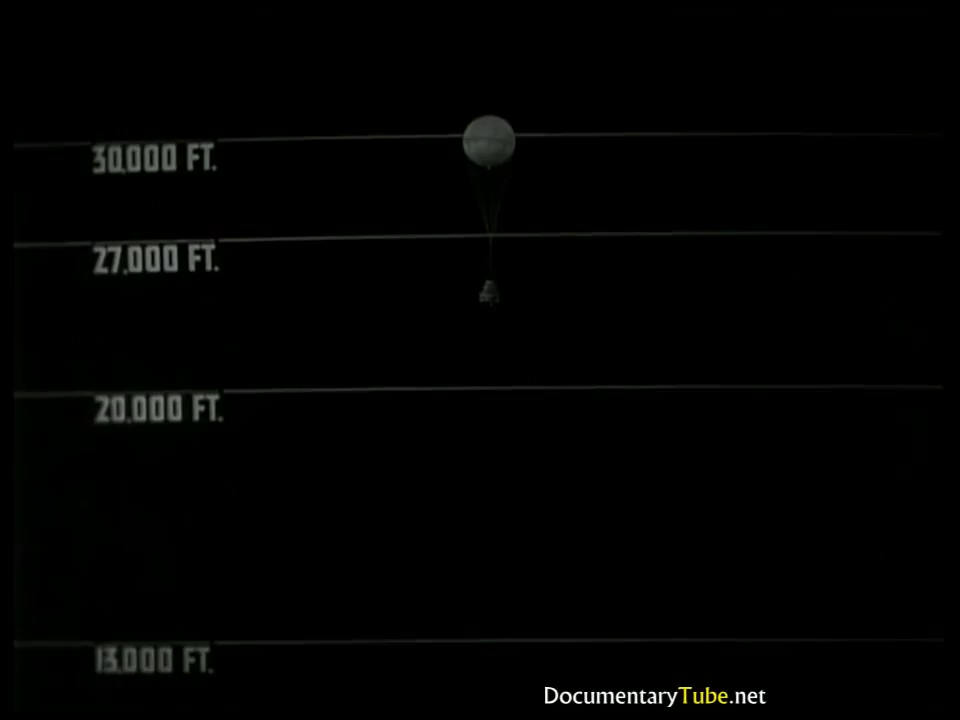 30,000 FT.
27,000 FT.
20,000 FT.
13,000 FT.
DocumentaryTube.net